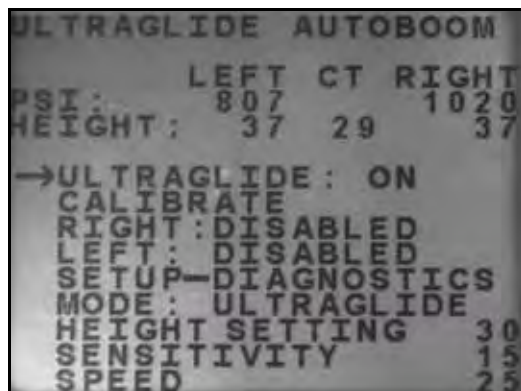 ULTRAGLIDE AUTOBOOM
LEFT CT RIGHT
PSI: 807 1020
HEIGHT: 37 29 37
→ULTRAGLIDE: ON
CALIBRATE
RIGHT:DISABLED
LEFT: DISABLED
SETUP-DIAGNOSTICS
MODE: ULTRAGLIDE
HEIGHT SETTING 30
SENSITIVITY 15
SPEED 25